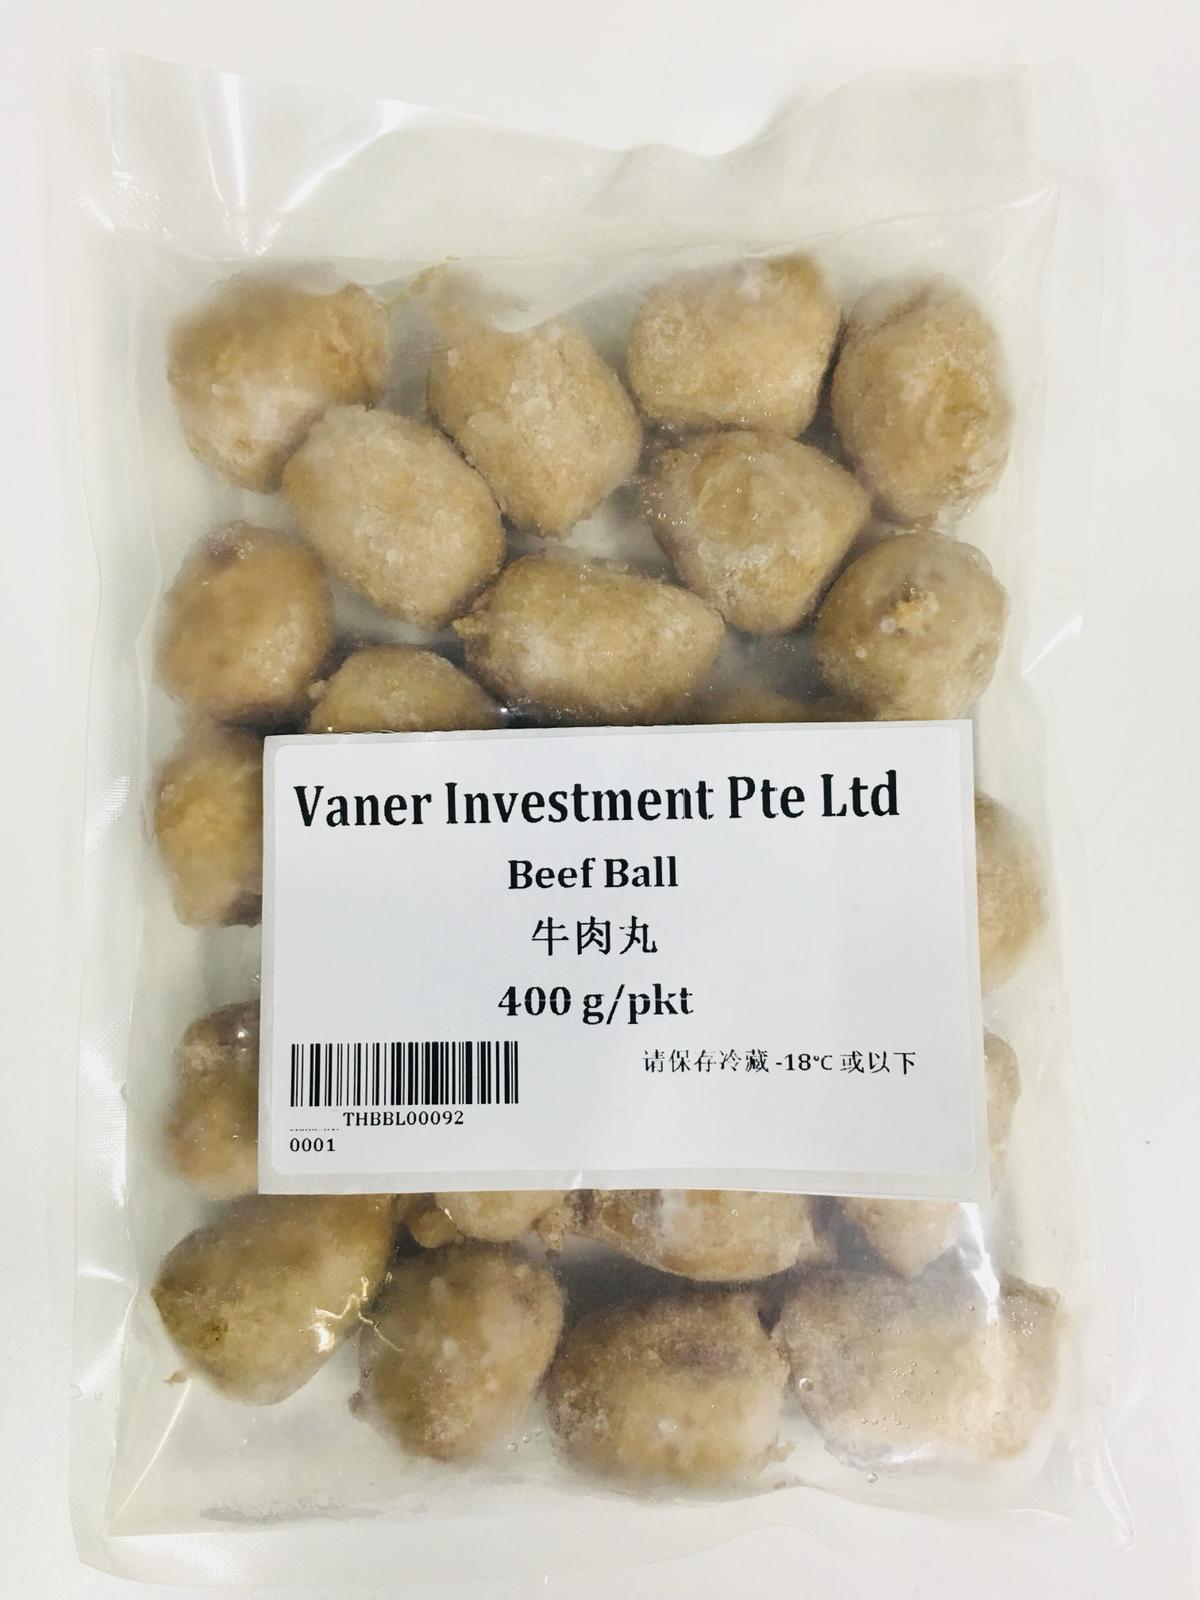 Vaner Investment Pte Ltd
Beef Ball
牛肉丸
400 g/pkt
请保存冷藏 -18℃ 或以下
THBBL00092
0001